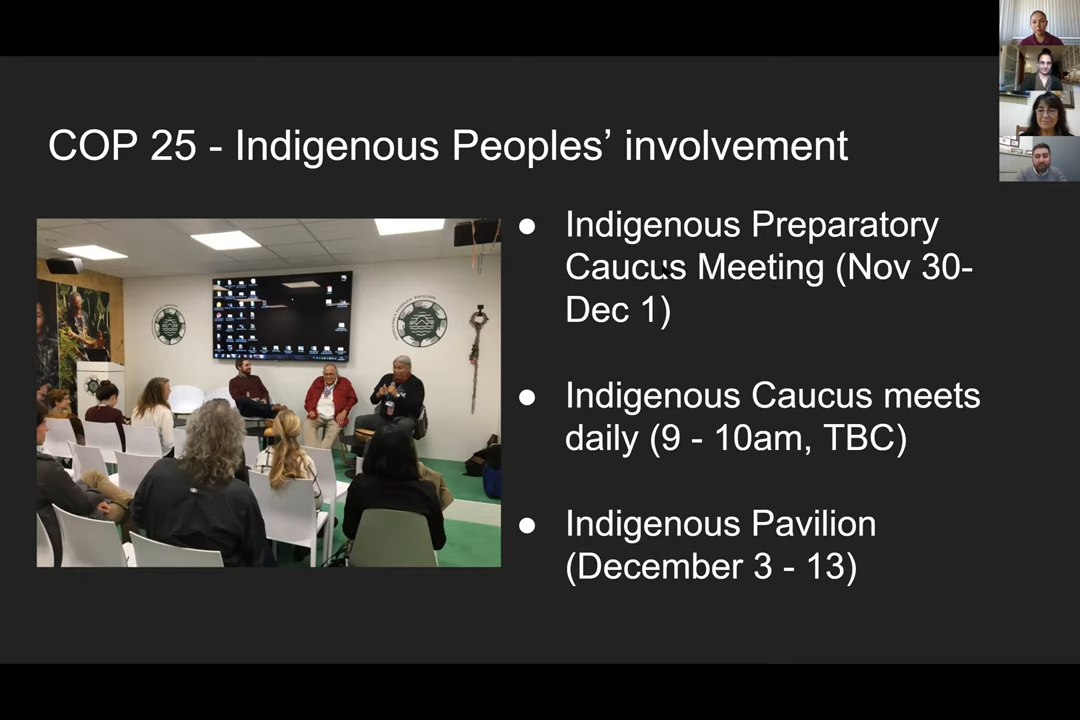 COP 25 - Indigenous Peoples’ involvement
● Indigenous Preparatory
Caucus Meeting (Nov 30-
Dec 1)
● Indigenous Caucus meets
daily (9 - 10am, TBC)
● Indigenous Pavilion
(December 3 - 13)